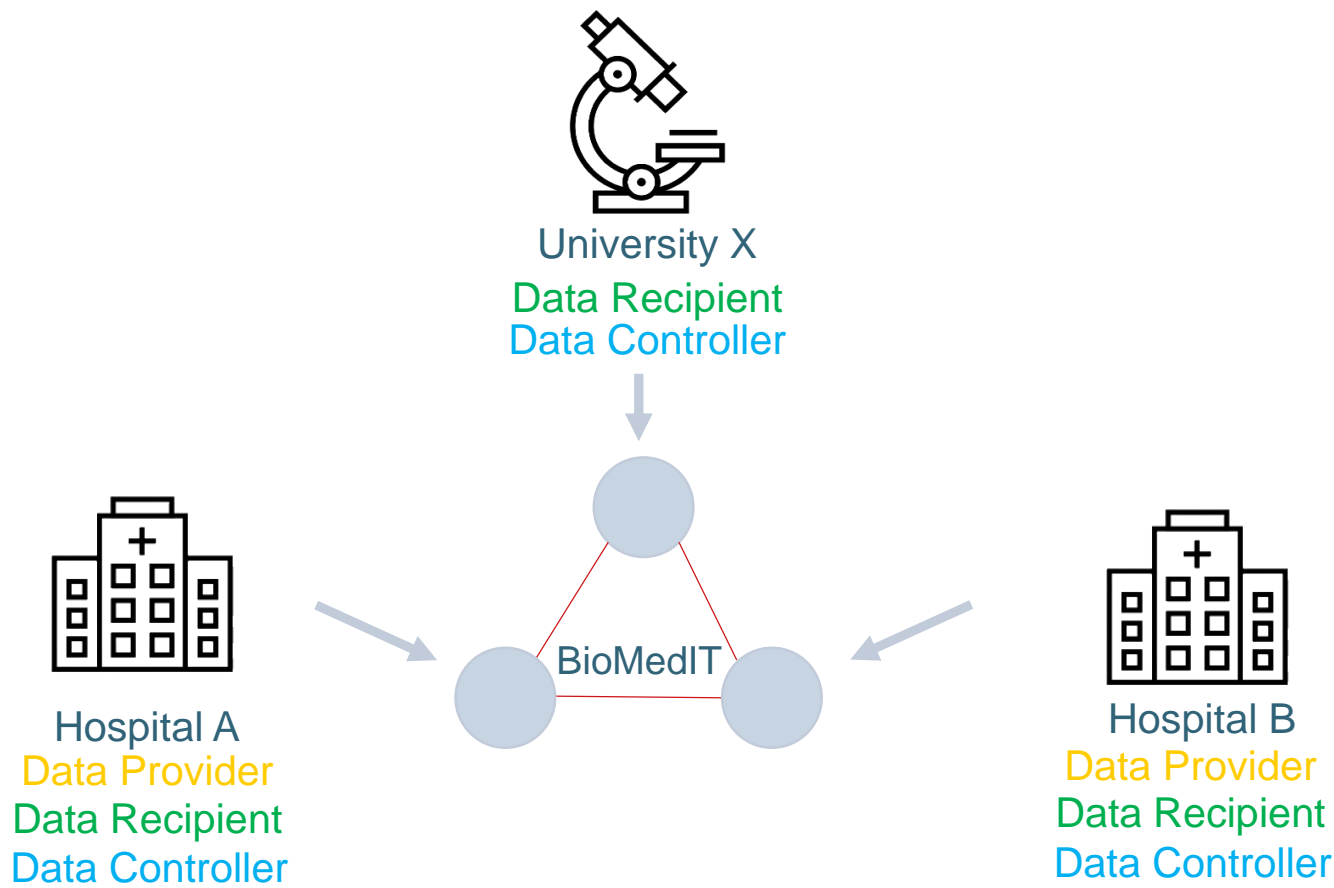 University X
Data Recipient
Data Controller
BioMedIT
Hospital A
Data Provider
Data Recipient
Data Controller
Hospital B
Data Provider
Data Recipient
Data Controller